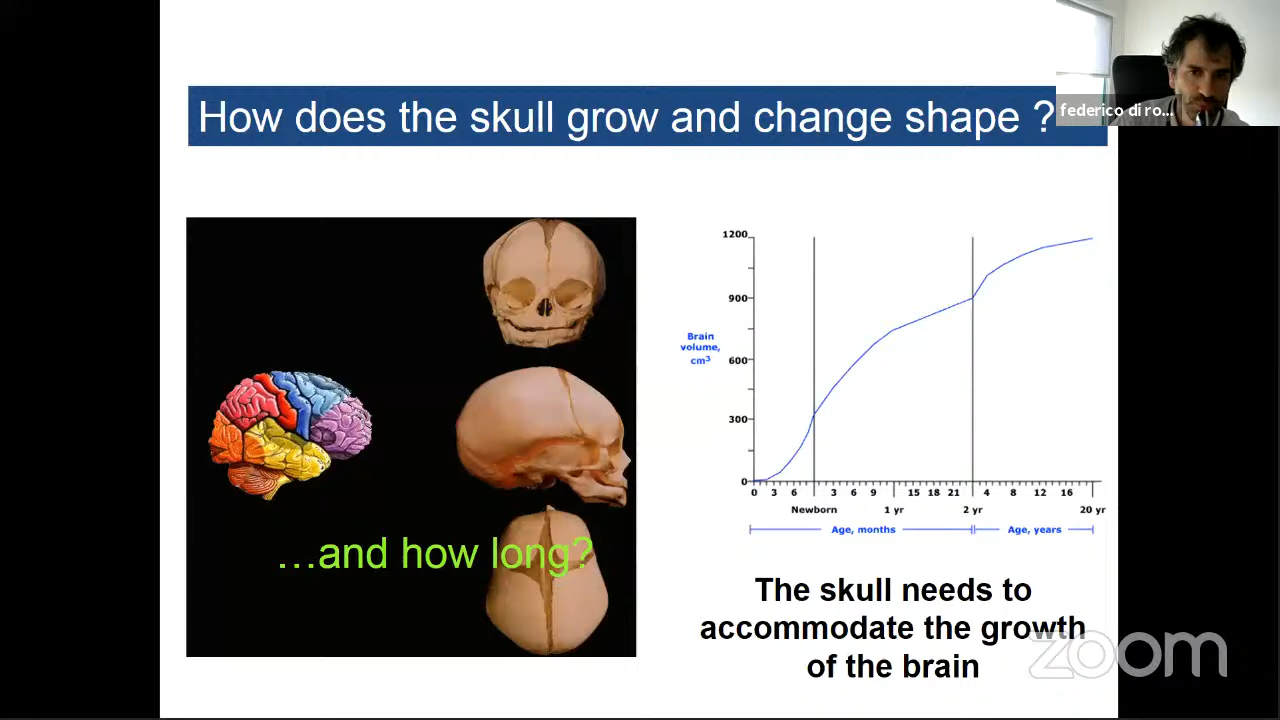 How does the skull grow and change shape ?
federico di ro...
1200
900
Brain
volume,
cm³
600
300
0
0 3 6 3 6 9 15 18 21 4 8 12 16
Newborn 1 yr 2 yr 20 yr
Age, months Age, years
…and how long?
The skull needs to
accommodate the growth
of the brain
zoom